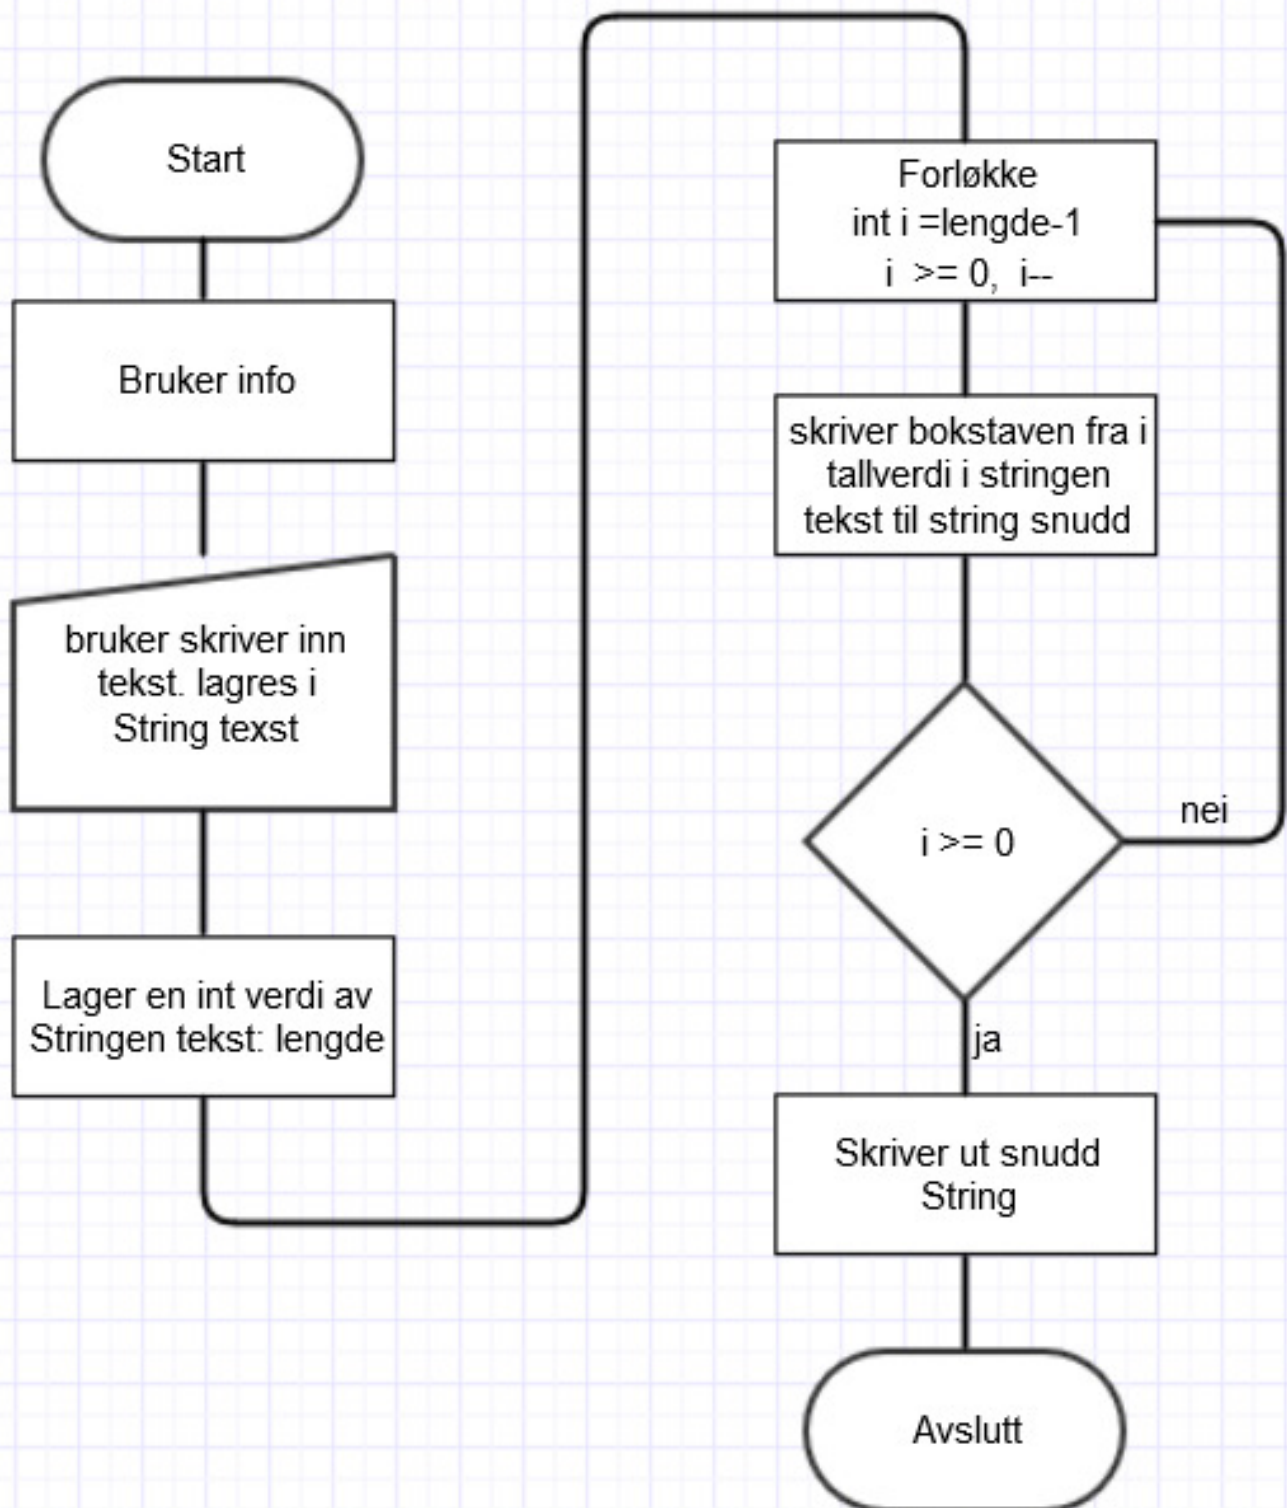 Start
Bruker info
bruker skriver inn
tekst. lagres i
String texst
Lager en int verdi av
Stringen tekst: lengde
Forløkke
int i =lengde-1
i  >= 0,  i--
skriver bokstaven fra i
tallverdi i stringen
tekst til string snudd
i >= 0
nei
ja
Skriver ut snudd
String
Avslutt